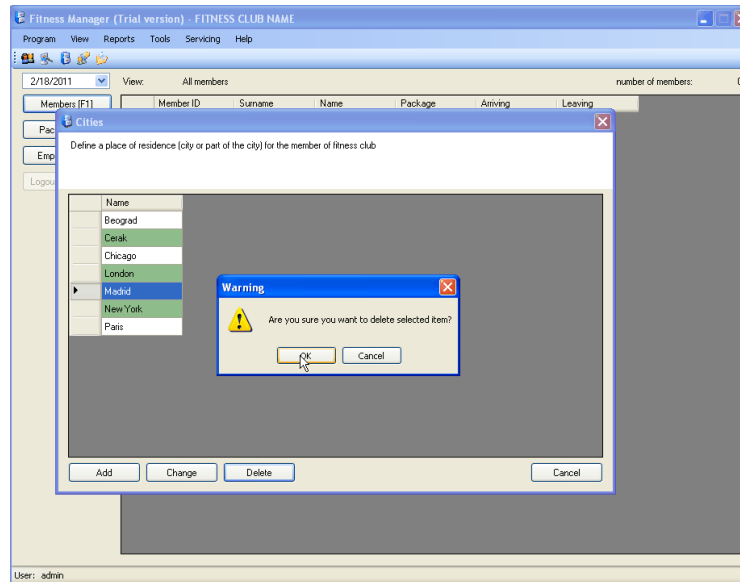 Fitness Manager (Trial version) - FITNESS CLUB NAME
Program View Reports Tools Servicing Help
2/18/2011 View: All members number of members:
Members [F1] Member ID Surname Name Package Arriving Leaving
Pac
Emp
Logou
Cities
Define a place of residence (city or part of the city) for the member of fitness club
Name
Beograd
Cerak
Chicago
London
Madrid
New York
Paris
Warning
Are you sure you want to delete selected item?
OK Cancel
Add Change Delete Cancel
User: admin